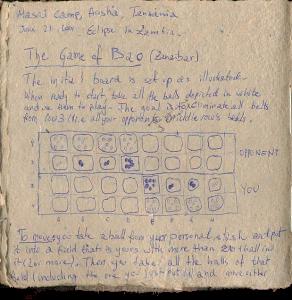 Masai Camp, Arusha, Tanzania
June 21 2001 Eclipse in Zambia.
The Game of Bao (Zanzibar)
The initial board is set up as illustrated.
When ready to start, take all the balls depicted in white
and use them to play. The goal is to eliminate all balls
from row 3 (i.e. all your opponent's middle row's balls.
OPPONENT
YOU
To move you take a ball from your personal stash and put
it into a field that is yours with more than zero ball in
it (2 or more). Then you take all the balls of that
field (including the one you just put in) and move either